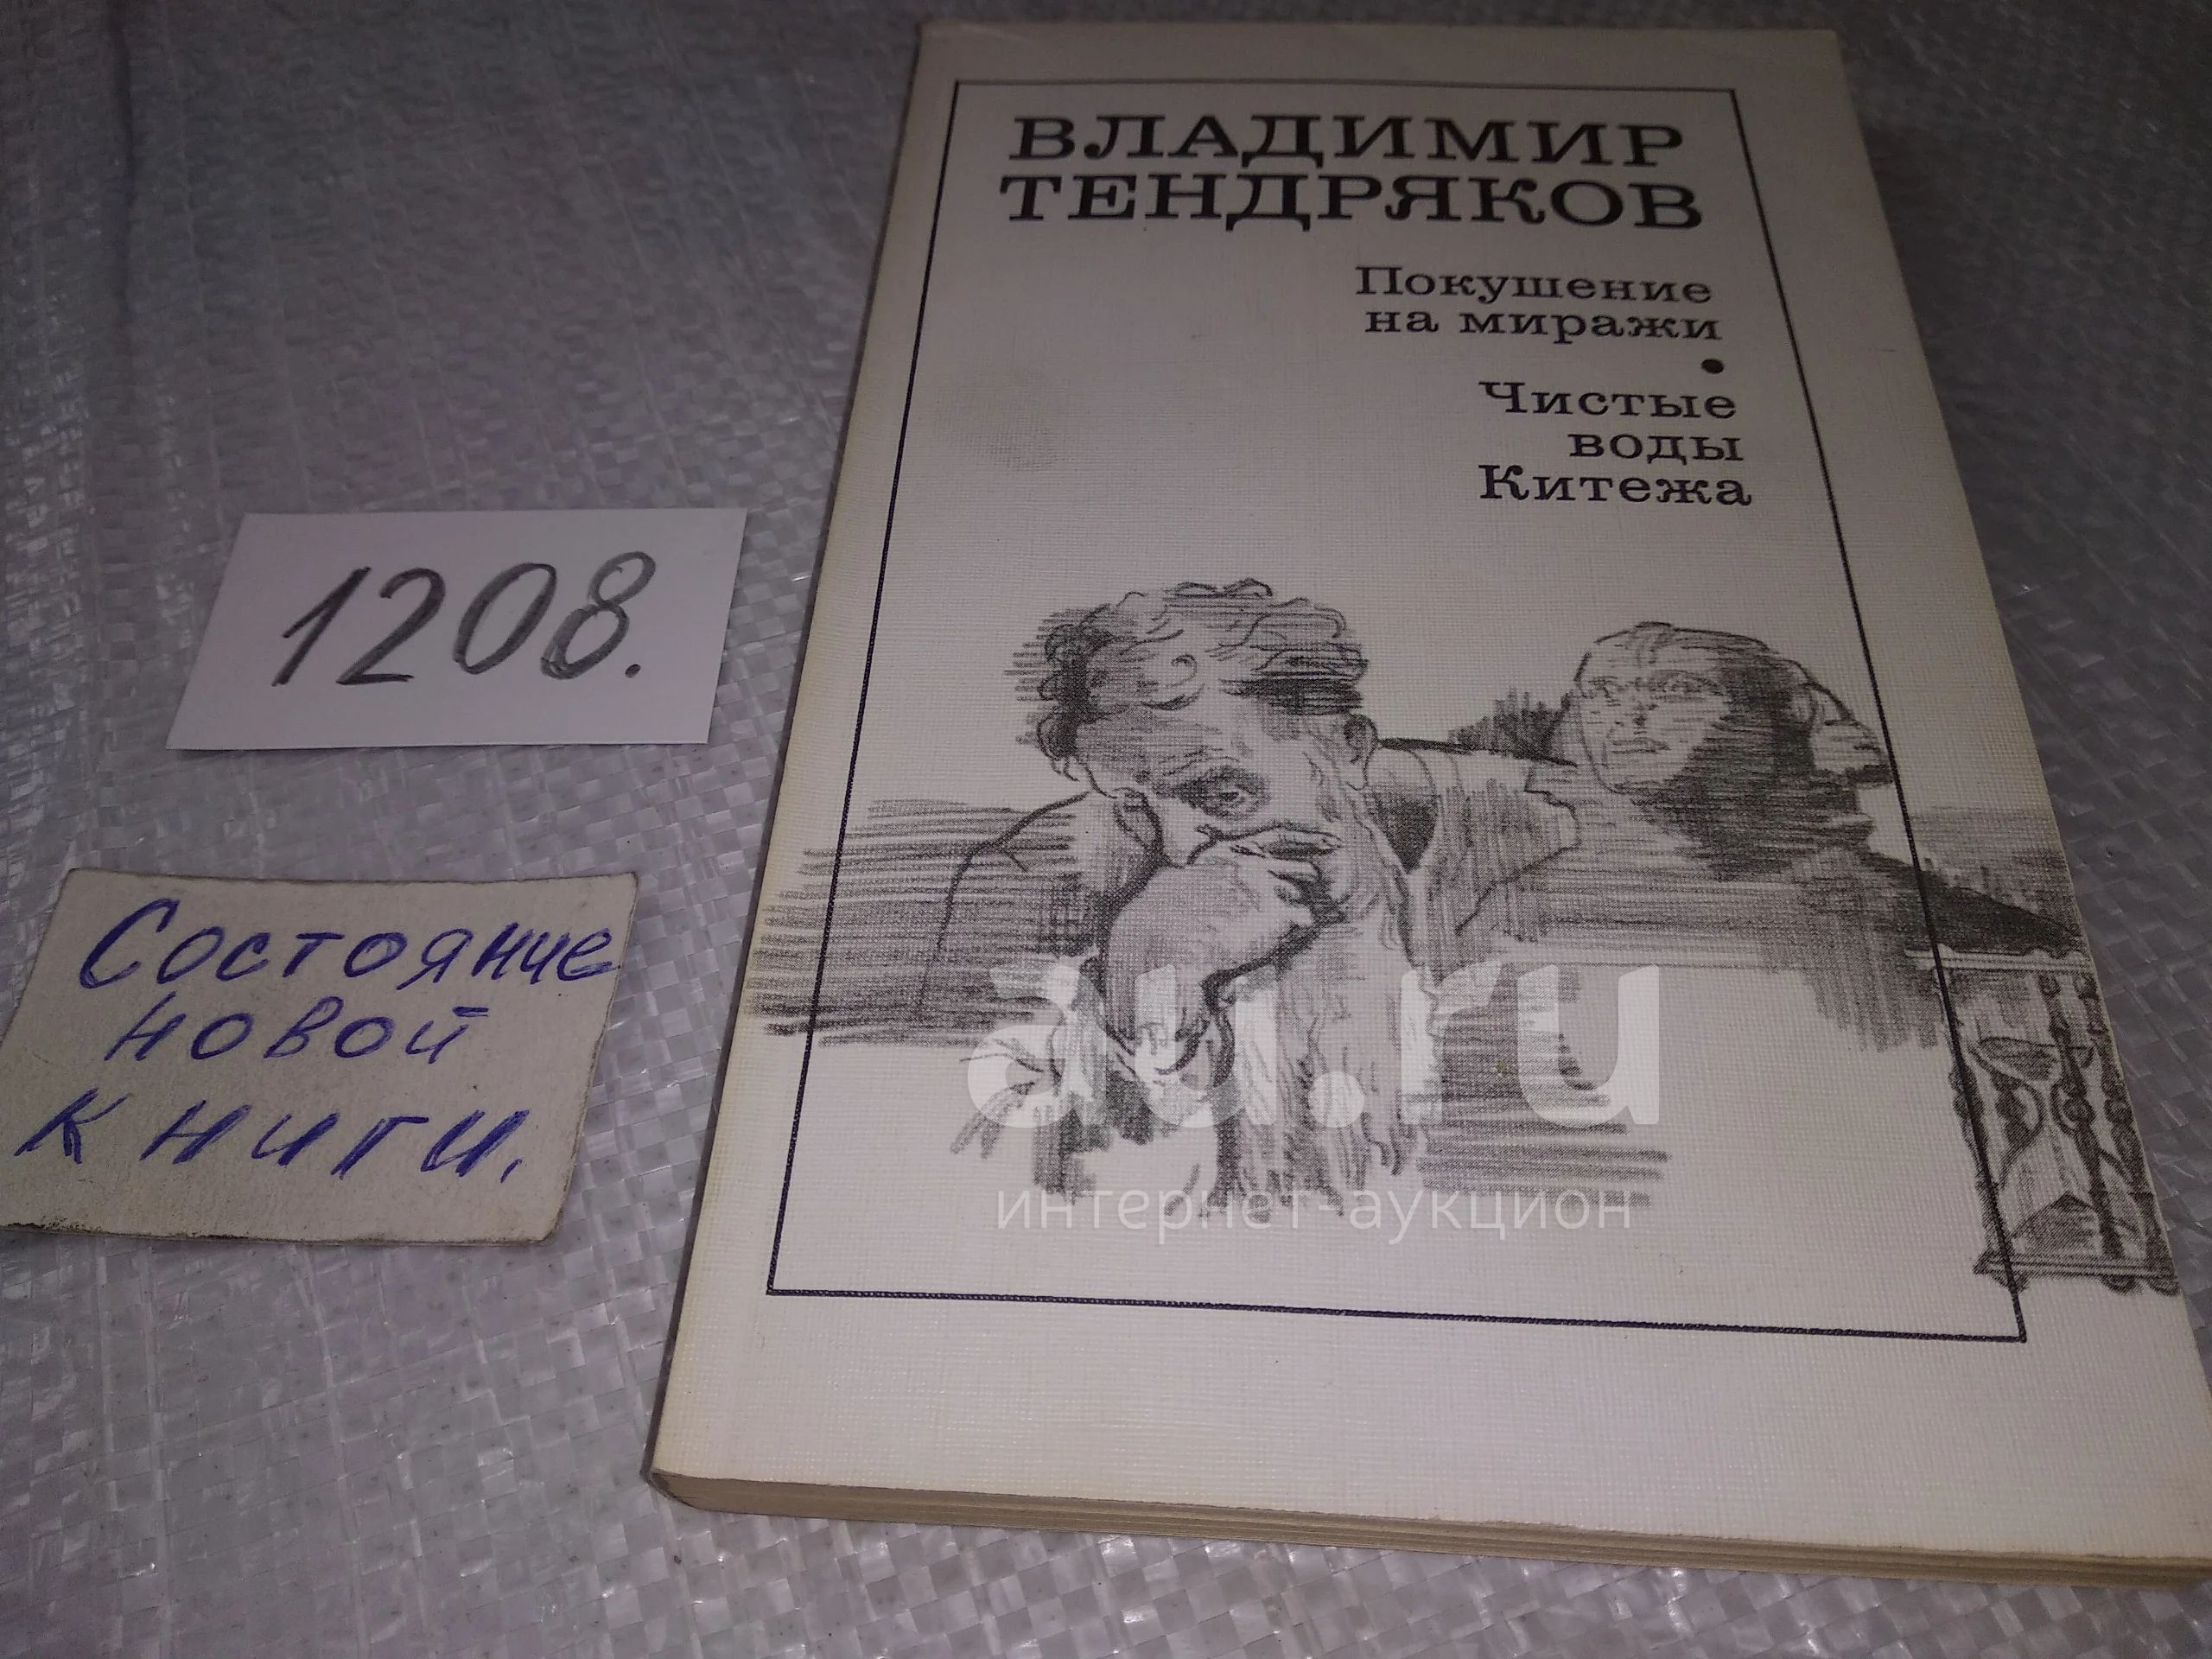 ВЛАДИМИР
ТЕНДРЯКОВ
Покушение
на миражи
•
Чистые
воды
Китежа
1208.
Состояние
новой
книги.
au.ru
интернет-аукцион